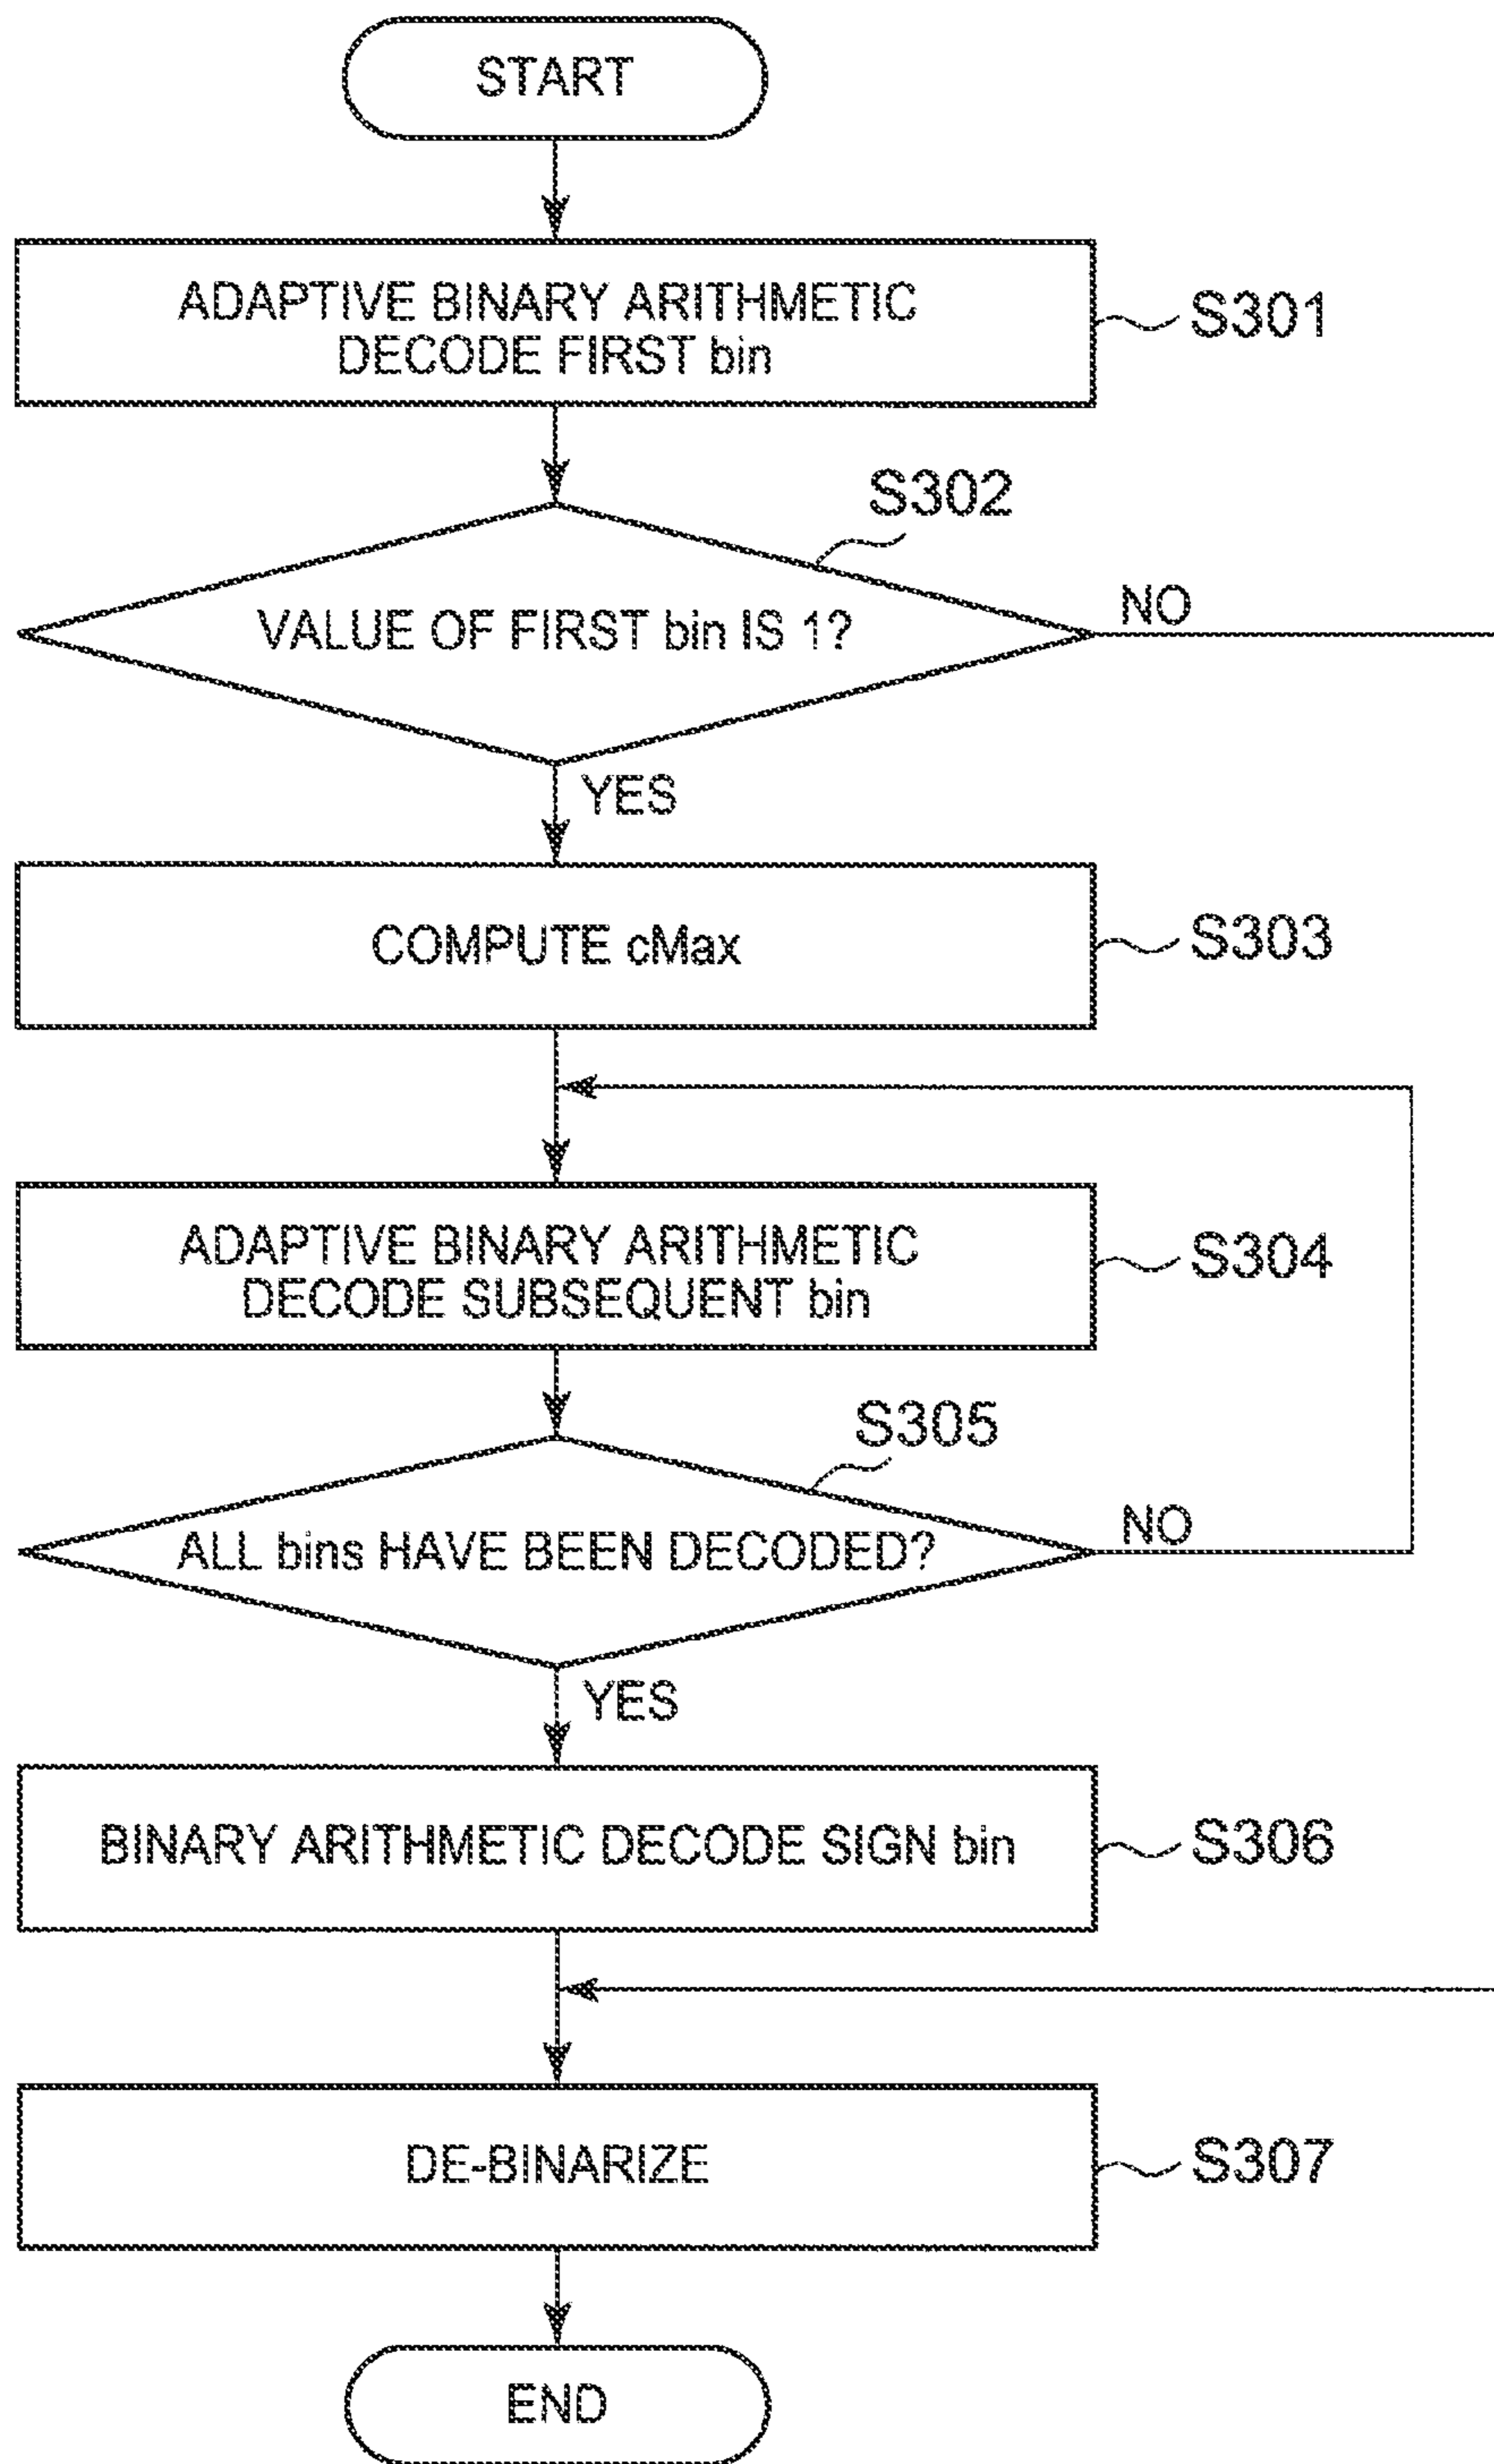 START
ADAPTIVE BINARY ARITHMETIC
DECODE FIRST bin
S301
S302
VALUE OF FIRST bin IS 1?
NO
YES
COMPUTE cMax
S303
ADAPTIVE BINARY ARITHMETIC
DECODE SUBSEQUENT bin
S304
S305
ALL bins HAVE BEEN DECODED?
NO
YES
BINARY ARITHMETIC DECODE SIGN bin
S306
DE-BINARIZE
S307
END